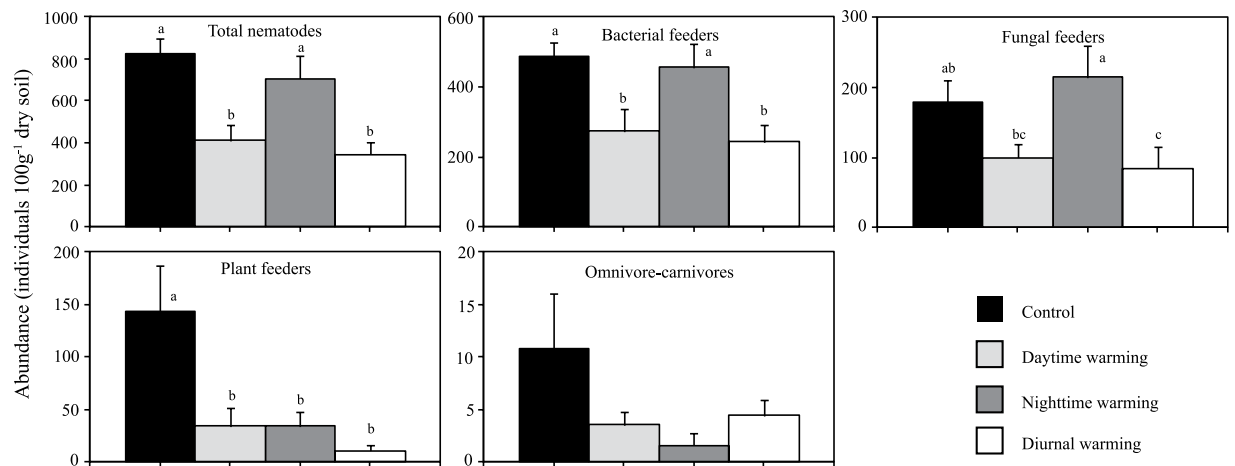 Abundance (individuals 100g⁻¹ dry soil)
Total nematodes
1000
800
600
400
200
0
a
b
a
b
Bacterial feeders
600
400
200
0
a
b
a
b
Fungal feeders
300
200
100
0
ab
bc
a
c
Plant feeders
200
150
100
50
0
a
b
b
b
Omnivore-carnivores
20
15
10
5
0
Control
Daytime warming
Nighttime warming
Diurnal warming